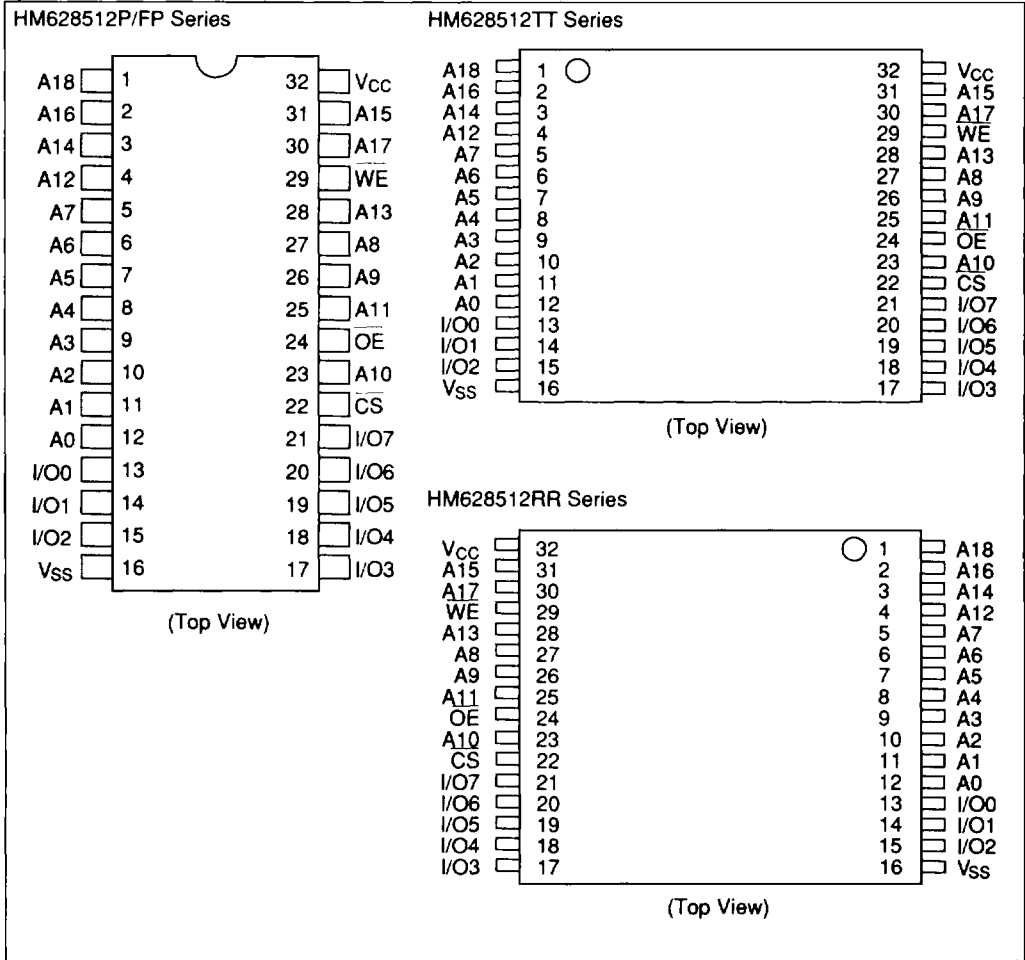 HM628512P/FP Series
A18 1 32 VCC
A16 2 31 A15
A14 3 30 A17
A12 4 29 W̅E̅
A7 5 28 A13
A6 6 27 A8
A5 7 26 A9
A4 8 25 A11
A3 9 24 O̅E̅
A2 10 23 A10
A1 11 22 C̅S̅
A0 12 21 I/O7
I/O0 13 20 I/O6
I/O1 14 19 I/O5
I/O2 15 18 I/O4
VSS 16 17 I/O3
(Top View)
HM628512TT Series
A18 1 32 VCC
A16 2 31 A15
A14 3 30 A17
A12 4 29 W̅E̅
A7 5 28 A13
A6 6 27 A8
A5 7 26 A9
A4 8 25 A11
A3 9 24 O̅E̅
A2 10 23 A10
A1 11 22 C̅S̅
A0 12 21 I/O7
I/O0 13 20 I/O6
I/O1 14 19 I/O5
I/O2 15 18 I/O4
VSS 16 17 I/O3
(Top View)
HM628512RR Series
VCC 32 1 A18
A15 31 2 A16
A17 30 3 A14
W̅E̅ 29 4 A12
A13 28 5 A7
A8 27 6 A6
A9 26 7 A5
A11 25 8 A4
O̅E̅ 24 9 A3
A10 23 10 A2
C̅S̅ 22 11 A1
I/O7 21 12 A0
I/O6 20 13 I/O0
I/O5 19 14 I/O1
I/O4 18 15 I/O2
I/O3 17 16 VSS
(Top View)